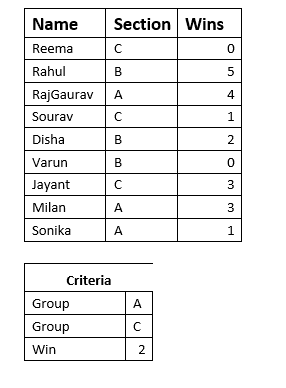 Name Section Wins
Reema C 0
Rahul B 5
RajGaurav A 4
Sourav C 1
Disha B 2
Varun B 0
Jayant C 3
Milan A 3
Sonika A 1
Criteria
Group A
Group C
Win 2